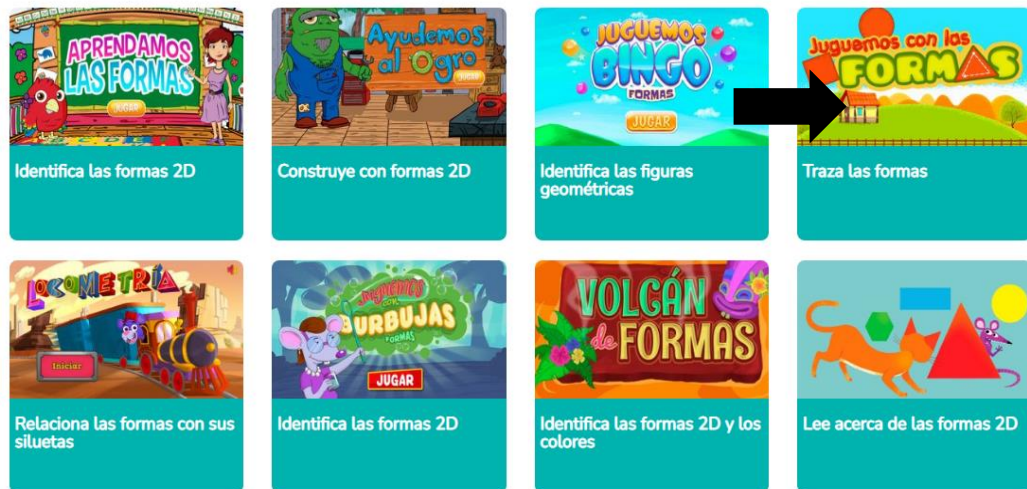 APRENDAMOS
LAS FORMAS
JUGAR
Identifica las formas 2D
Ayudemos
al Ogro
JUGAR
Construye con formas 2D
JUGUEMOS
BINGO
FORMAS
JUGAR
Identifica las figuras
geométricas
Juguemos con las
FORMAS
Traza las formas
LOCOMETRÍA
Iniciar
Relaciona las formas con sus
siluetas
CON
BURBUJAS
FORMAS
JUGAR
Identifica las formas 2D
VOLCÁN
de FORMAS
Identifica las formas 2D y los
colores
Lee acerca de las formas 2D